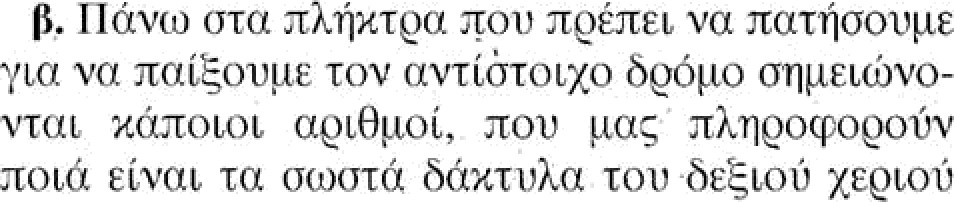 β. Πάνω στα πλήκτρα που πρέπει να πατήσουμε
για να παίξουμε τον αντίστοιχο δρόμο σημειώνο-
νται κάποιοι αριθμοί, που μας πληροφορούν
ποιά είναι τα σωστά δάκτυλα του δεξιού χεριού